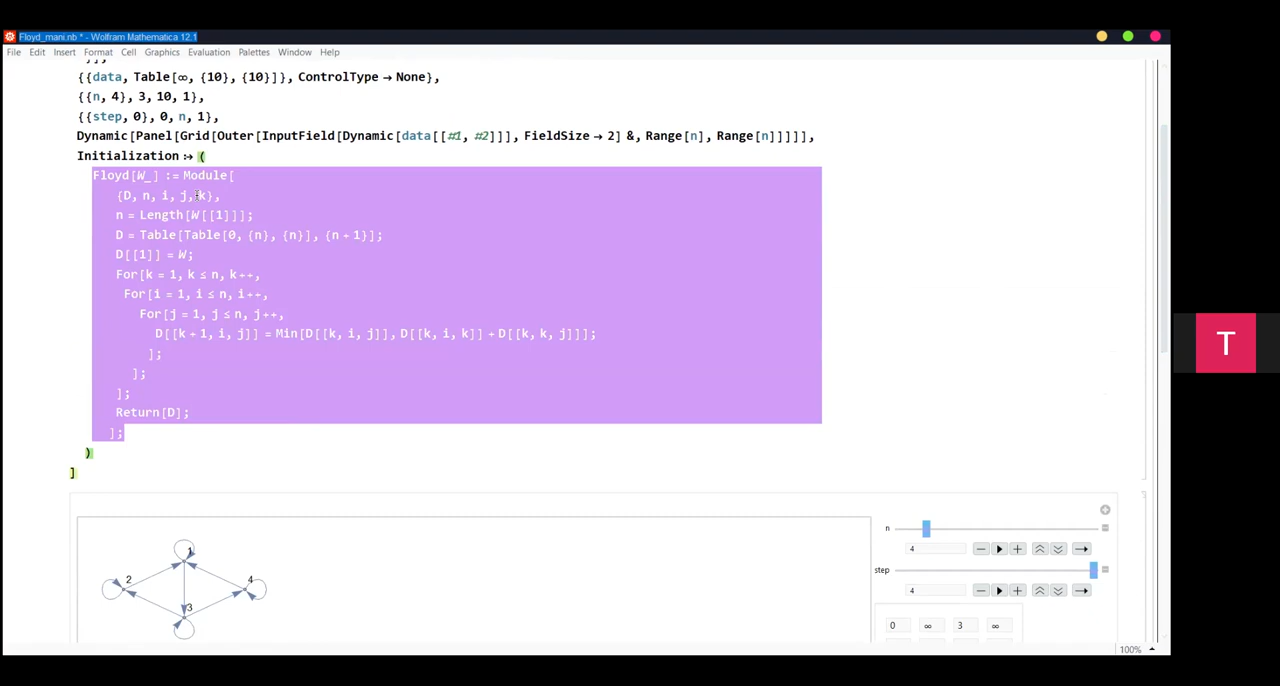 Floyd_mani.nb * - Wolfram Mathematica 12.1
File Edit Insert Format Cell Graphics Evaluation Palettes Window Help
{{data, Table[∞, {10}, {10}]}, ControlType → None},
{{n, 4}, 3, 10, 1},
{{step, 0}, 0, n, 1},
Dynamic[Panel[Grid[Outer[InputField[Dynamic[data[[#1, #2]]], FieldSize → 2] &, Range[n], Range[n]]]]],
Initialization :→ (
Floyd[W_] := Module[
{D, n, i, j, k},
n = Length[W[[1]]];
D = Table[Table[0, {n}, {n}], {n + 1}];
D[[1]] = W;
For[k = 1, k ≤ n, k ++,
For[i = 1, i ≤ n, i ++,
For[j = 1, j ≤ n, j ++,
D[[k + 1, i, j]] = Min[D[[k, i, j]], D[[k, i, k]] + D[[k, k, j]]];
];
];
];
Return[D];
];
)
]
T
n
4
step
4
1
2
4
3
0 ∞ 3 ∞
100%